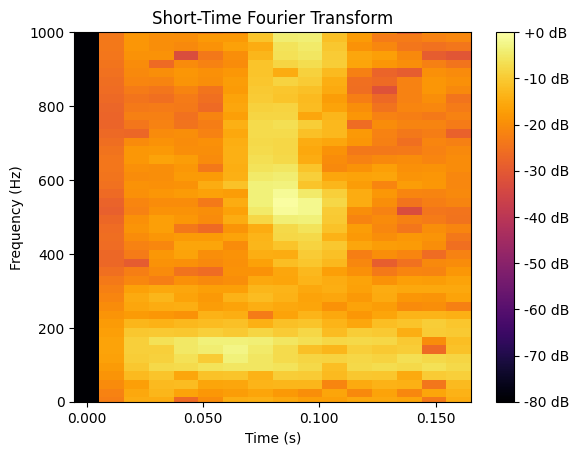 Short-Time Fourier Transform
1000
800
600
400
200
0
Frequency (Hz)
0.000
0.050
0.100
0.150
Time (s)
+0 dB
-10 dB
-20 dB
-30 dB
-40 dB
-50 dB
-60 dB
-70 dB
-80 dB